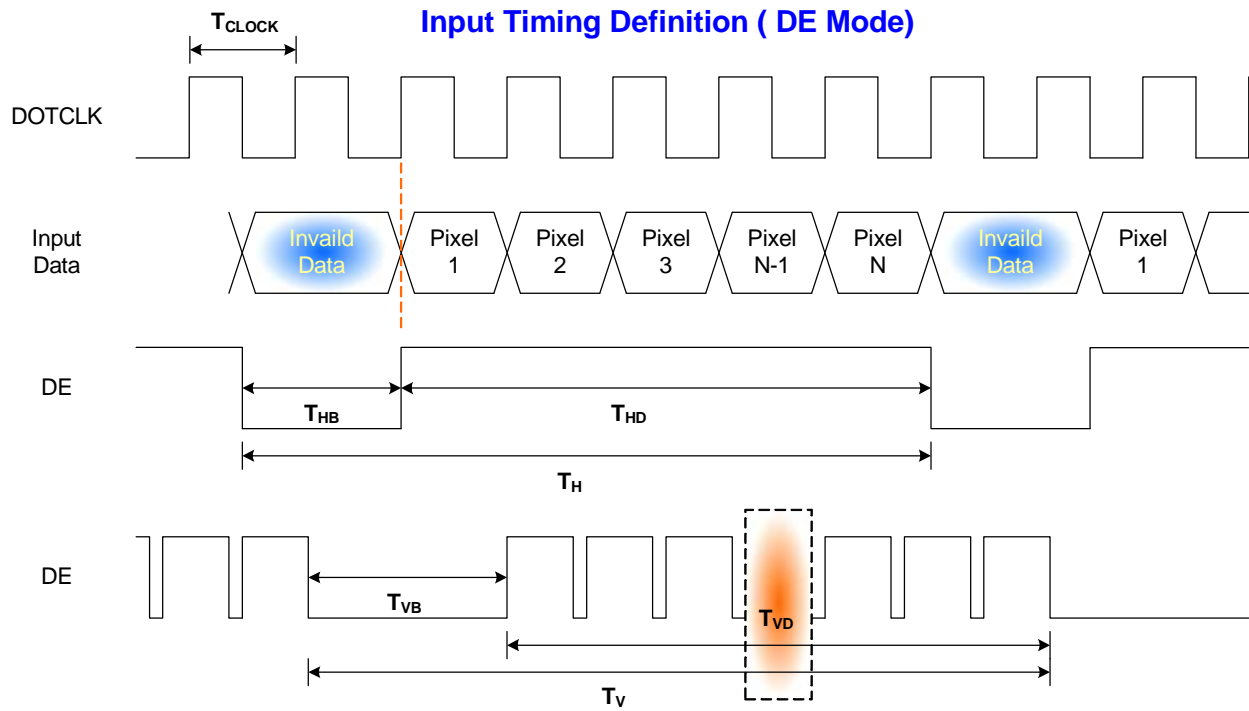 Input Timing Definition ( DE Mode)
TCLOCK
DOTCLK
Input
Data
Invaild
Data
Pixel
1
Pixel
2
Pixel
3
Pixel
N-1
Pixel
N
Invaild
Data
Pixel
1
DE
THB
THD
TH
DE
TVB
TVD
TV